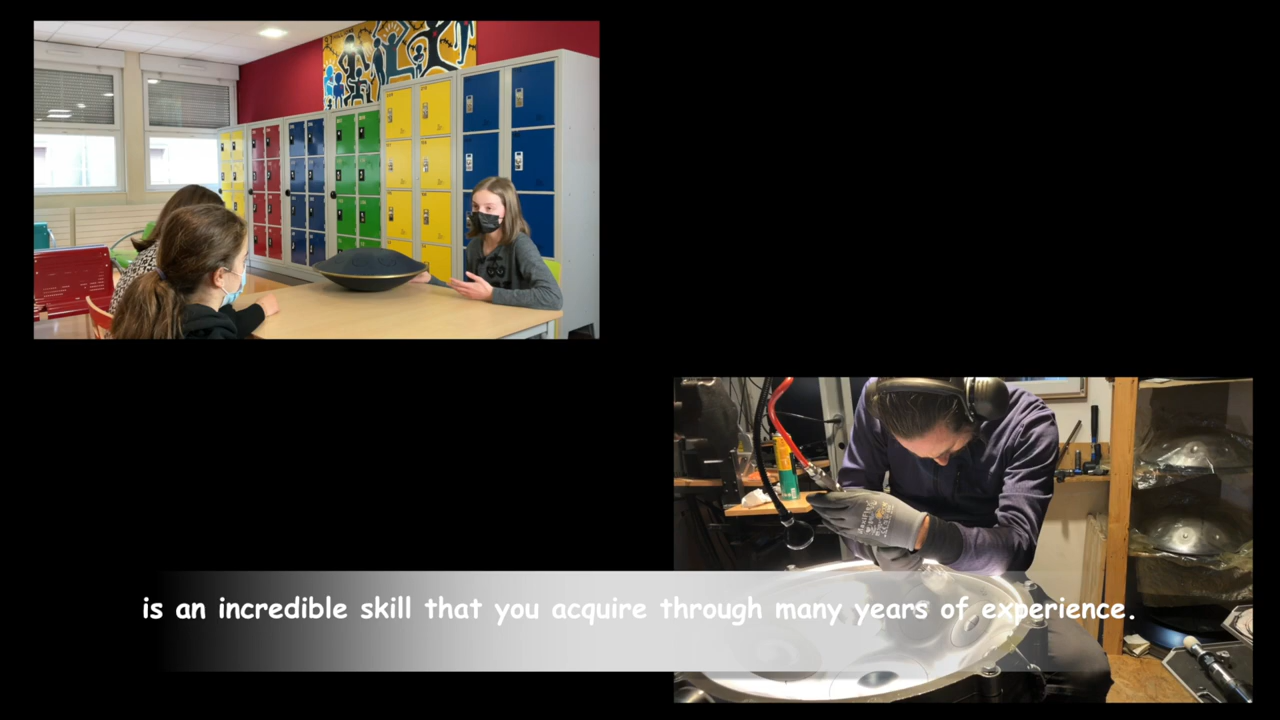 is an incredible skill that you acquire through many years of experience.